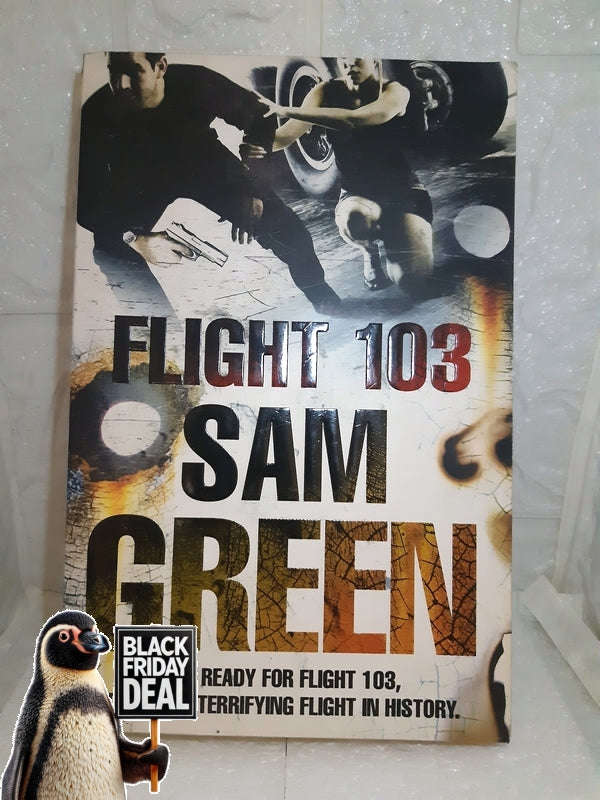 FLIGHT 103
SAM
GREEN
READY FOR FLIGHT 103,
TERRIFYING FLIGHT IN HISTORY.
BLACK
FRIDAY
DEAL